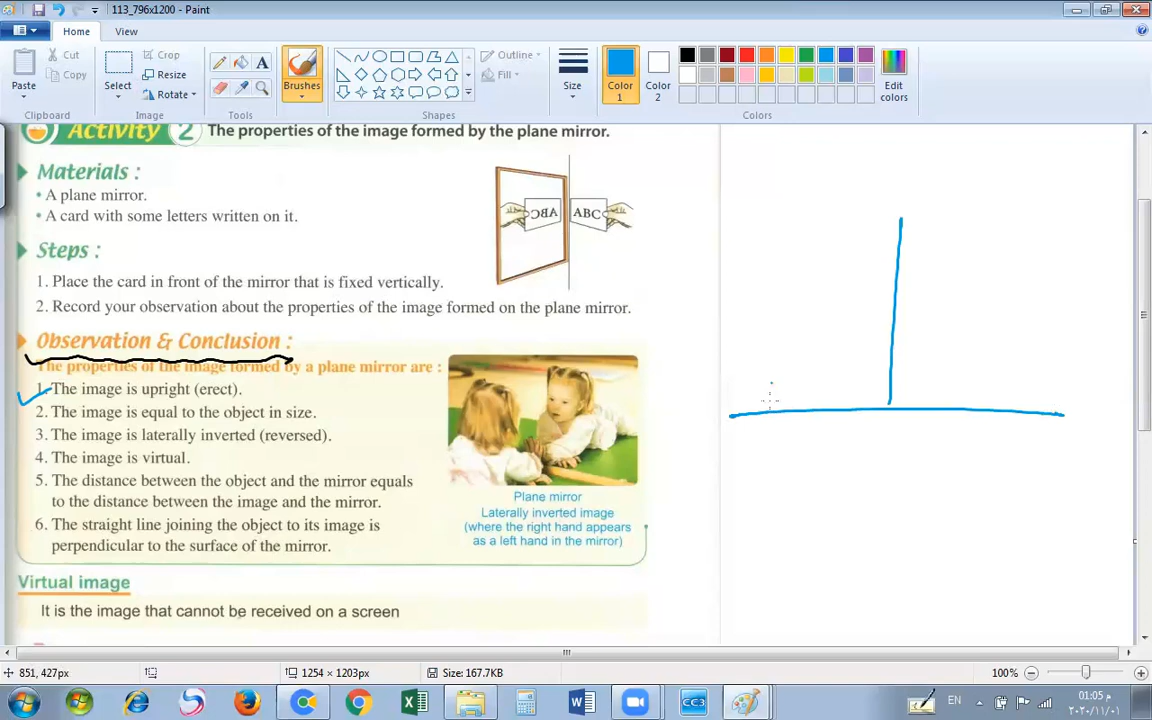 113_796x1200 - Paint
Home
View
Paste
Cut
Copy
Select
Crop
Resize
Rotate
Brushes
Outline
Fill
Size
Color 1
Color 2
Edit colors
Clipboard
Image
Tools
Shapes
Colors
Activity 2 The properties of the image formed by the plane mirror.
Materials :
• A plane mirror.
• A card with some letters written on it.
ABC
ABC
Steps :
1. Place the card in front of the mirror that is fixed vertically.
2. Record your observation about the properties of the image formed on the plane mirror.
Observation & Conclusion :
The properties of the image formed by a plane mirror are :
1. The image is upright (erect).
2. The image is equal to the object in size.
3. The image is laterally inverted (reversed).
4. The image is virtual.
5. The distance between the object and the mirror equals
to the distance between the image and the mirror.
6. The straight line joining the object to its image is
perpendicular to the surface of the mirror.
Plane mirror
Laterally inverted image
(where the right hand appears
as a left hand in the mirror)
Virtual image
It is the image that cannot be received on a screen
851, 427px
1254 × 1203px
Size: 167.7KB
100%
CC3
EN
01:05 م
٢٠٢٠/١١/٠١